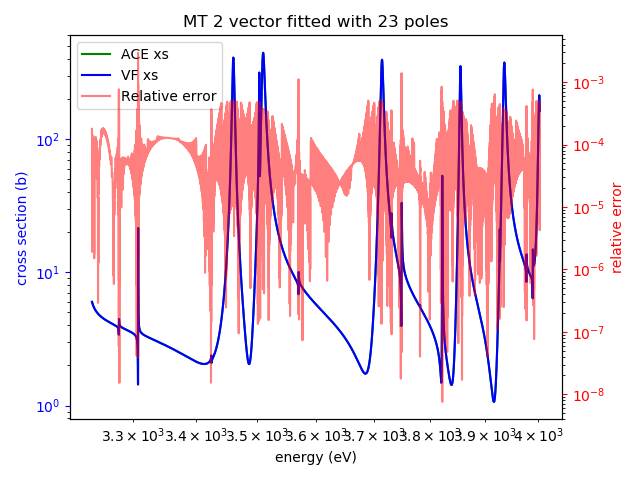 MT 2 vector fitted with 23 poles
ACE xs
VF xs
Relative error
cross section (b)
10²
10¹
10⁰
relative error
10⁻³
10⁻⁴
10⁻⁵
10⁻⁶
10⁻⁷
10⁻⁸
3.3 × 10³ 3.4 × 10³ 3.5 × 10³ 3.6 × 10³ 3.7 × 10³ 3.8 × 10³ 3.9 × 10³ 4 × 10³
energy (eV)